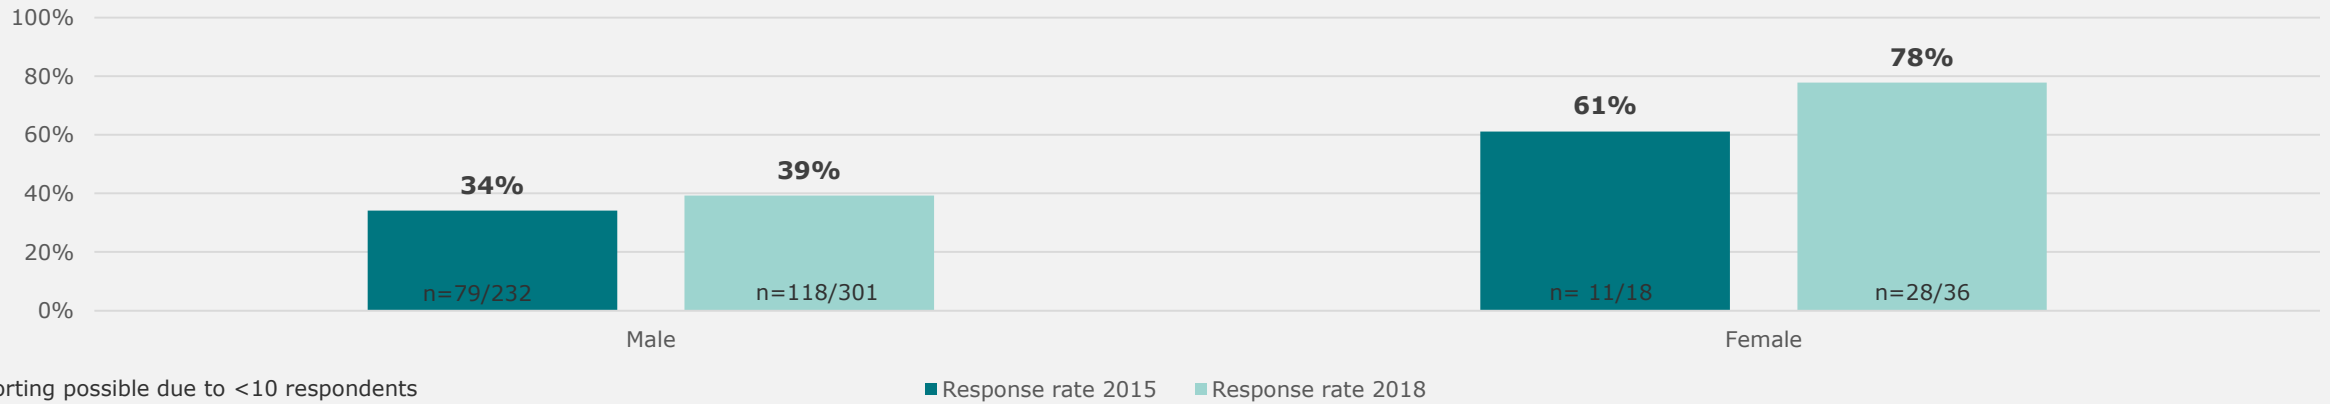 100%
80%
60%
40%
20%
0%
34%
39%
61%
78%
n=79/232
n=118/301
n= 11/18
n=28/36
Male
Female
possible due to <10 respondents
Response rate 2015
Response rate 2018